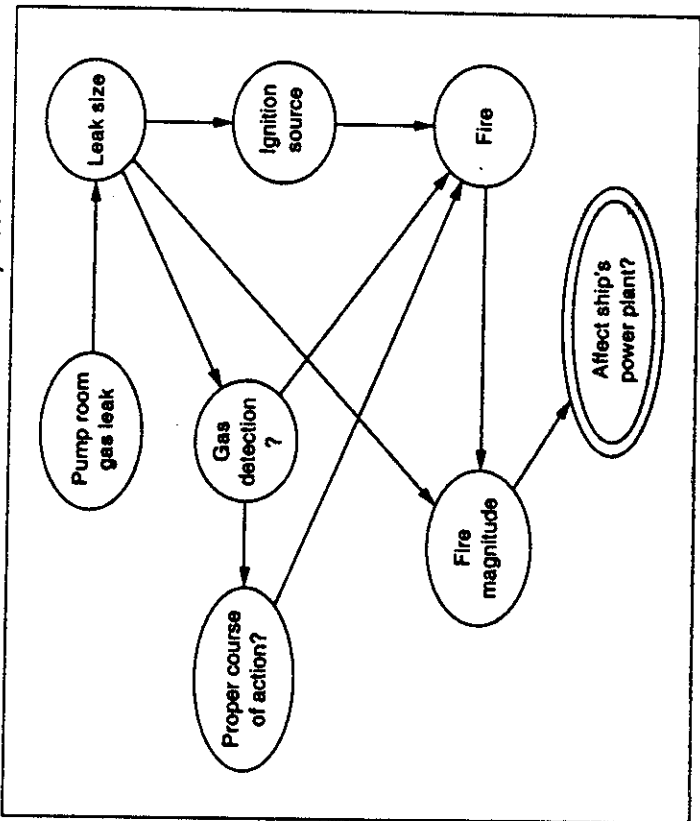 Pump room
gas leak
Leak size
Gas
detection
?
Ignition
source
Proper course
of action?
Fire
Fire
magnitude
Affect ship's
power plant?